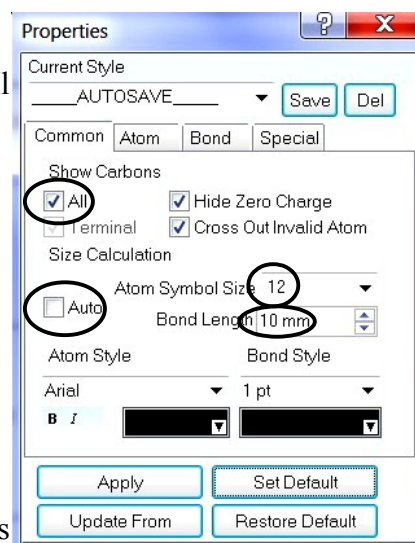 Properties ? X
Current Style
l
____AUTOSAVE____ Save Del
Common Atom Bond Special
Show Carbons
All Hide Zero Charge
Terminal Cross Out Invalid Atom
Size Calculation
Atom Symbol Size 12
Auto
Bond Length 10 mm
Atom Style Bond Style
Arial 1 pt
B I
Apply Set Default
Update From Restore Default
s